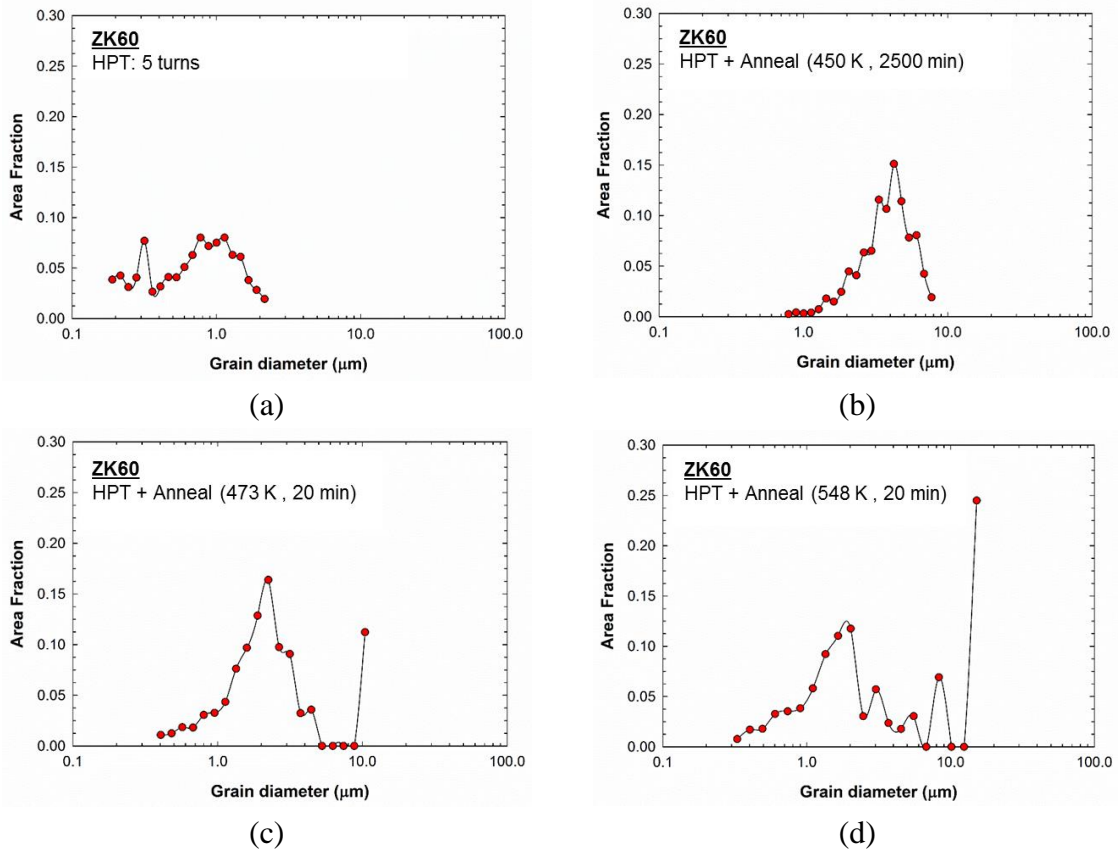 ZK60
HPT: 5 turns
0.30
0.25
0.20
0.15
0.10
0.05
0.00
Area Fraction
0.1 1.0 10.0 100.0
Grain diameter (μm)
(a)
ZK60
HPT + Anneal (450 K , 2500 min)
0.30
0.25
0.20
0.15
0.10
0.05
0.00
Area Fraction
0.1 1.0 10.0 100.0
Grain diameter (μm)
(b)
ZK60
HPT + Anneal (473 K , 20 min)
0.30
0.25
0.20
0.15
0.10
0.05
0.00
Area Fraction
0.1 1.0 10.0 100.0
Grain diameter (μm)
(c)
ZK60
HPT + Anneal (548 K , 20 min)
0.30
0.25
0.20
0.15
0.10
0.05
0.00
Area Fraction
0.1 1.0 10.0 100.0
Grain diameter (μm)
(d)